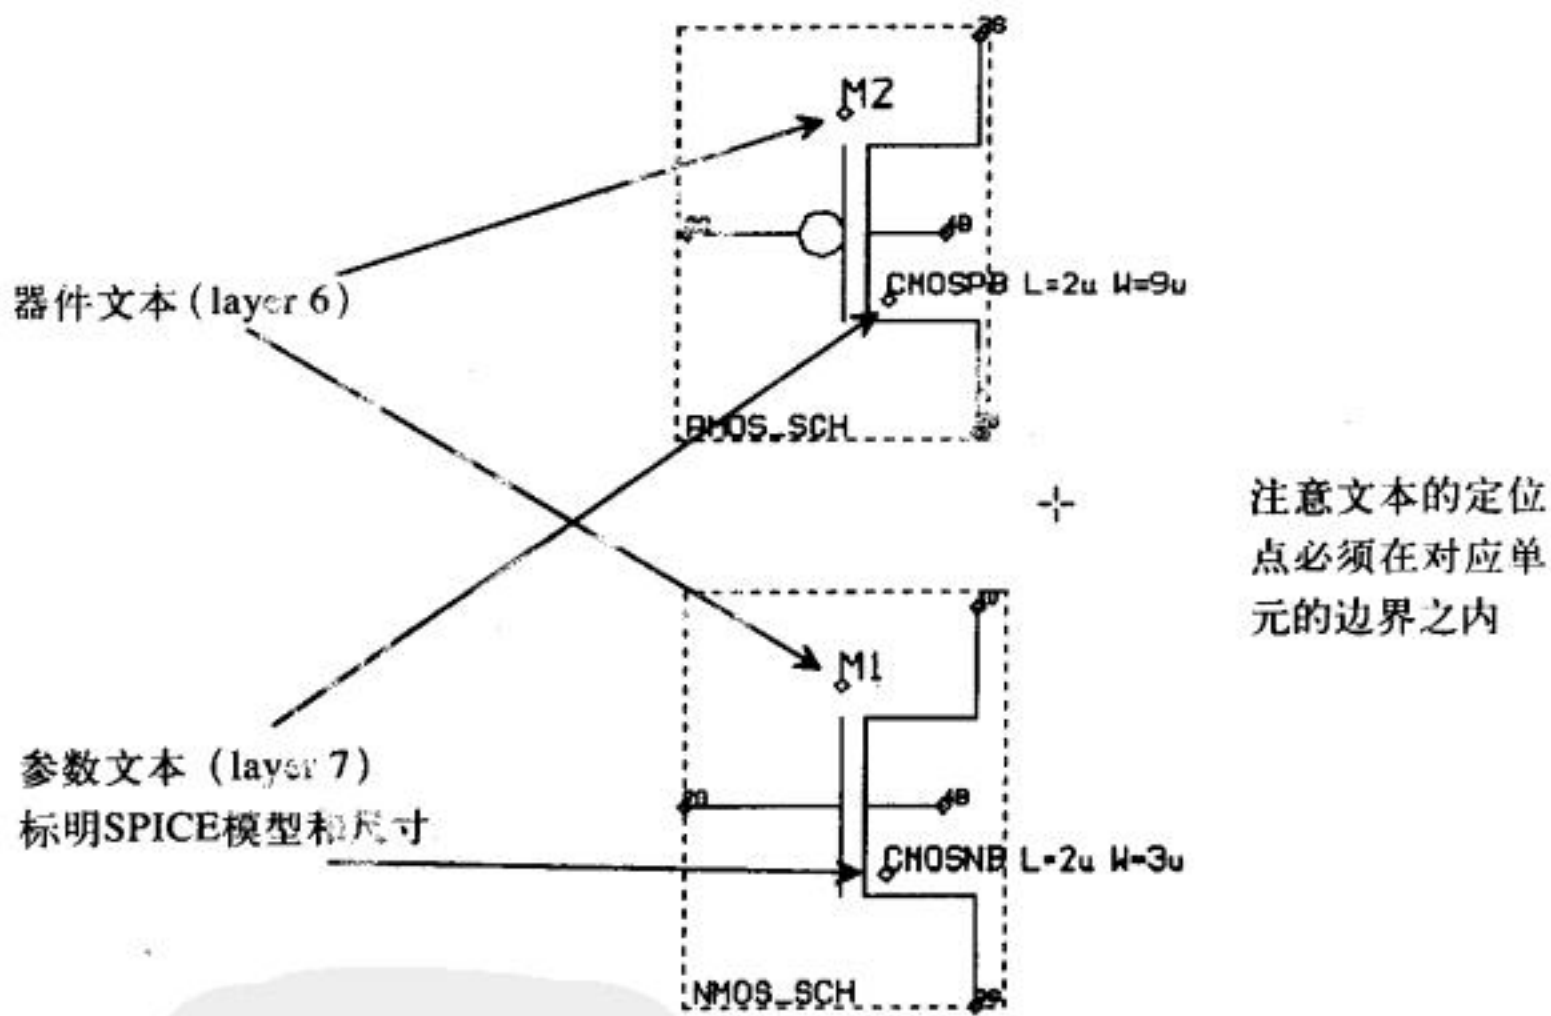 M2
CMOSPB L=2u W=9u
器件文本(layer 6)
PMOS_SCH
注意文本的定位
点必须在对应单
元的边界之内
M1
参数文本(layer 7)
标明SPICE模型和尺寸
4B
CMOSNB L=2u W=3u
NMOS_SCH